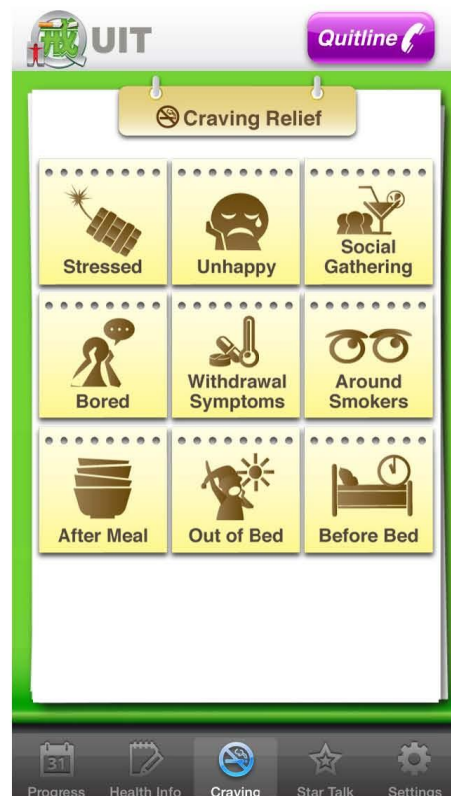 戒 UIT
Quitline
Craving Relief
Stressed
Unhappy
Social
Gathering
Bored
Withdrawal
Symptoms
Around
Smokers
After Meal
Out of Bed
Before Bed
31
Progress
Health Info
Craving
Star Talk
Settings